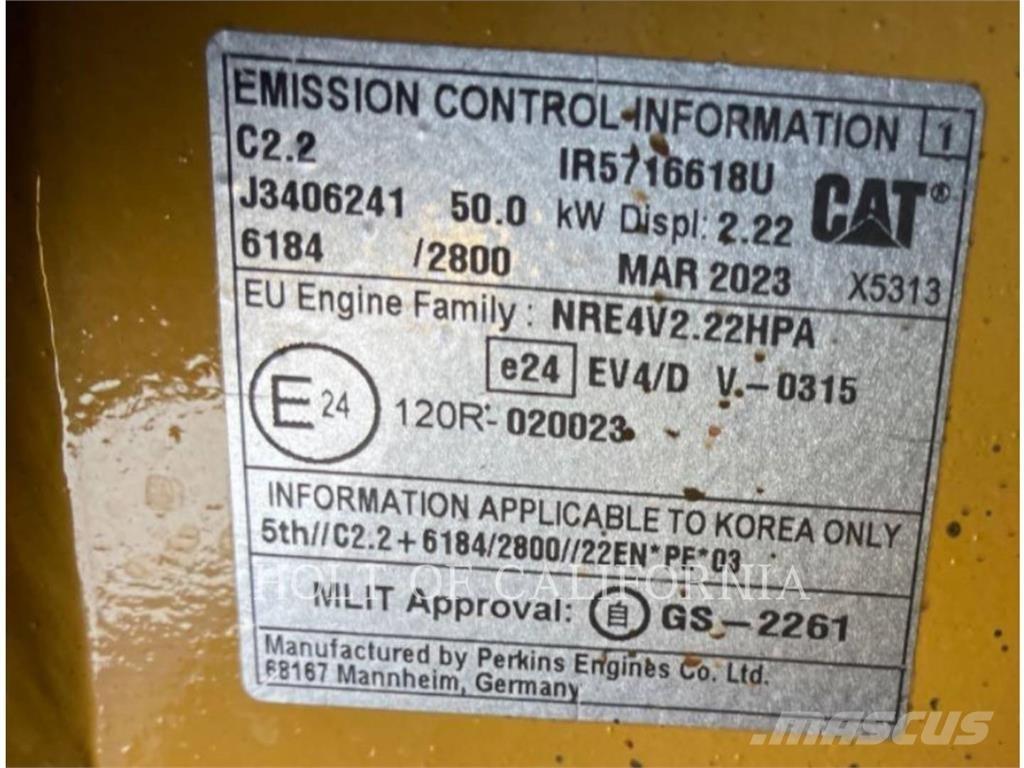 EMISSION CONTROL INFORMATION 1
C2.2 IR5716618U CAT®
J3406241 50.0 kW Displ: 2.22
6184 /2800 MAR 2023 X5313
EU Engine Family : NRE4V2.22HPA
e24 EV4/D V.-0315
E 24 120R- 020023
INFORMATION APPLICABLE TO KOREA ONLY
5th//C2.2+6184/2800//22EN*PE*03
HOLT OF CALIFORNIA
MLIT Approval: 自 GS-2261
Manufactured by Perkins Engines Co. Ltd.
68167 Mannheim, Germany
MASCUS